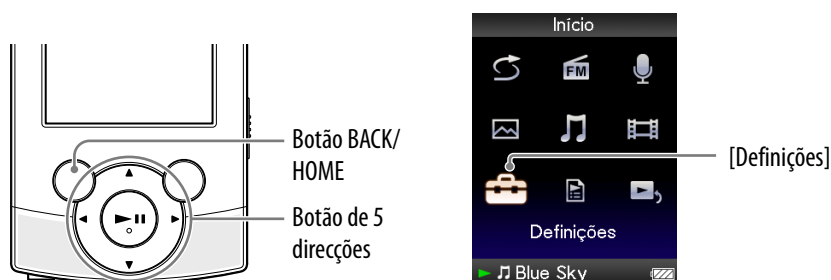 Botão BACK/
HOME
Botão de 5
direcções
Início
FM
[Definições]
Definições
Blue Sky